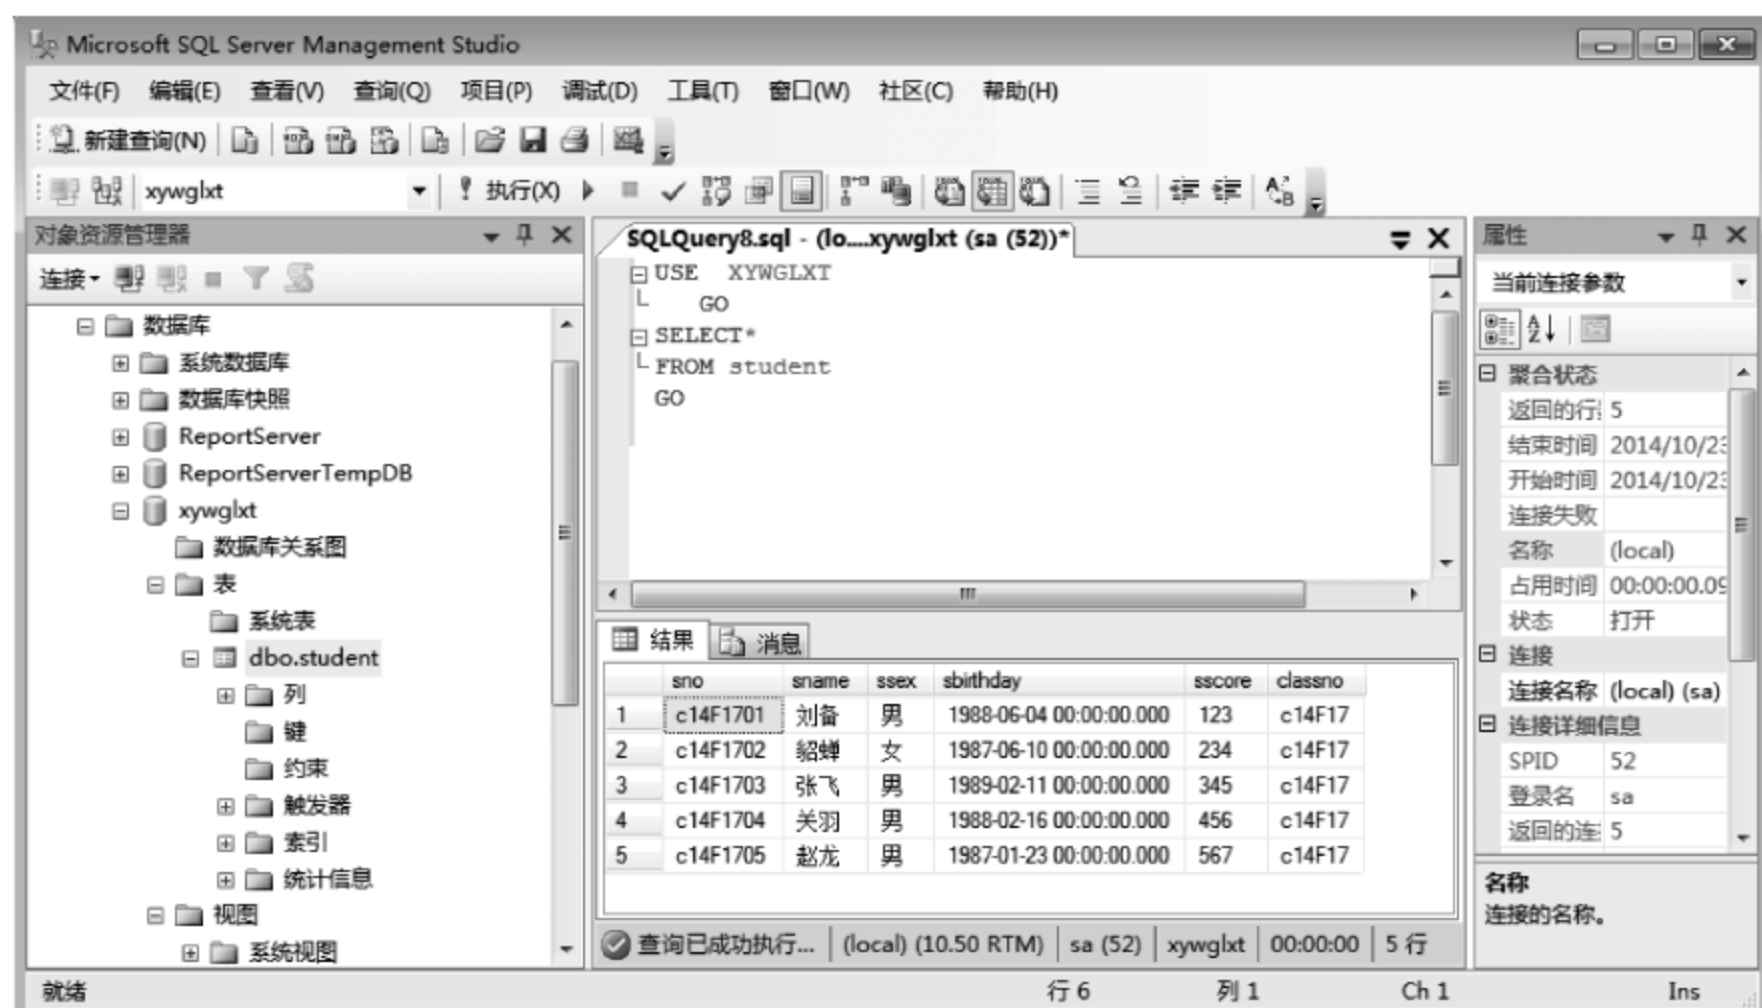 Microsoft SQL Server Management Studio
文件(F) 编辑(E) 查看(V) 查询(Q) 项目(P) 调试(D) 工具(T) 窗口(W) 社区(C) 帮助(H)
新建查询(N)
xywglxt 执行(X)
对象资源管理器
连接
数据库
系统数据库
数据库快照
ReportServer
ReportServerTempDB
xywglxt
数据库关系图
表
系统表
dbo.student
列
键
约束
触发器
索引
统计信息
视图
系统视图
SQLQuery8.sql - (lo....xywglxt (sa (52))*
USE XYWGLXT
GO
SELECT*
FROM student
GO
结果 消息
sno sname ssex sbirthday sscore classno
1 c14F1701 刘备 男 1988-06-04 00:00:00.000 123 c14F17
2 c14F1702 貂蝉 女 1987-06-10 00:00:00.000 234 c14F17
3 c14F1703 张飞 男 1989-02-11 00:00:00.000 345 c14F17
4 c14F1704 关羽 男 1988-02-16 00:00:00.000 456 c14F17
5 c14F1705 赵龙 男 1987-01-23 00:00:00.000 567 c14F17
查询已成功执行... (local) (10.50 RTM) sa (52) xywglxt 00:00:00 5 行
属性
当前连接参数
聚合状态
返回的行 5
结束时间 2014/10/23
开始时间 2014/10/23
连接失败
名称 (local)
占用时间 00:00:00.09
状态 打开
连接
连接名称 (local) (sa)
连接详细信息
SPID 52
登录名 sa
返回的连 5
名称
连接的名称。
就绪 行 6 列 1 Ch 1 Ins